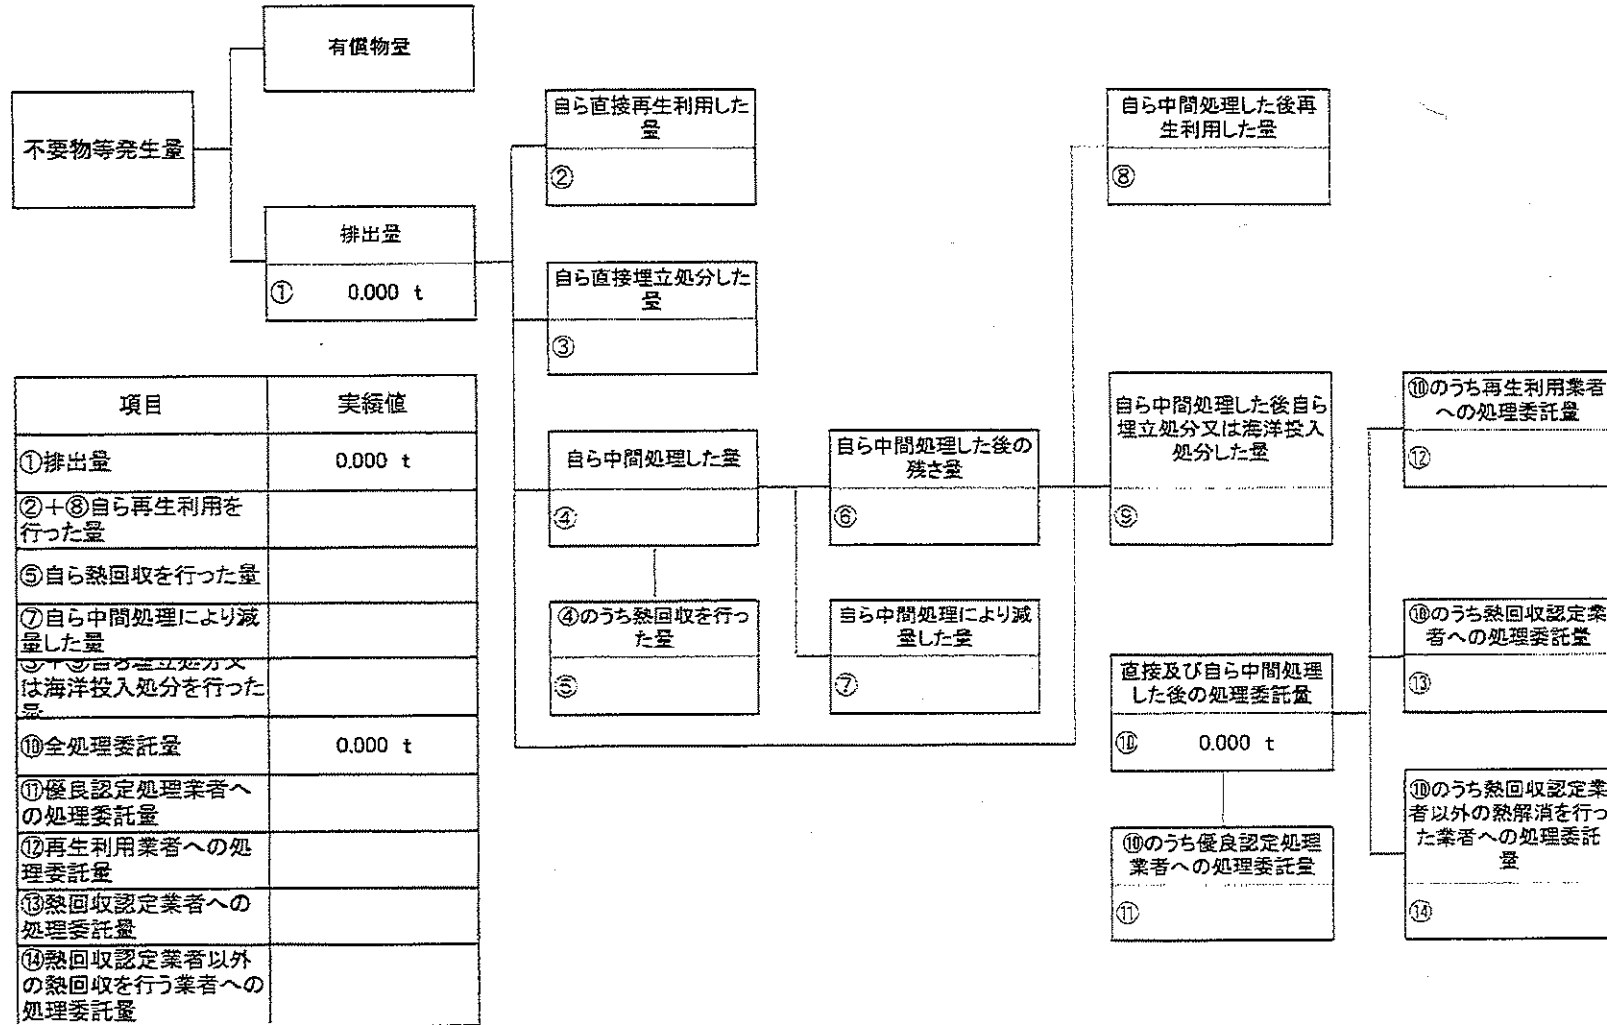 有償物量
不要物等発生量
排出量
① 0.000 t
自ら直接再生利用した
量
②
自ら直接埋立処分した
量
③
自ら中間処理した量
④
④のうち熱回収を行っ
た量
⑤
自ら中間処理した後の
残さ量
⑥
自ら中間処理により減
量した量
⑦
自ら中間処理した後再
生利用した量
⑧
自ら中間処理した後自ら
埋立処分又は海洋投入
処分した量
⑨
直接及び自ら中間処理
した後の処理委託量
⑩ 0.000 t
⑩のうち優良認定処理
業者への処理委託量
⑪
⑩のうち再生利用業者
への処理委託量
⑫
⑩のうち熱回収認定業
者への処理委託量
⑬
⑩のうち熱回収認定業
者以外の熱解消を行っ
た業者への処理委託
量
⑭
項目 実績値
①排出量 0.000 t
②+⑧自ら再生利用を
行った量
⑤自ら熱回収を行った量
⑦自ら中間処理により減
量した量
③+⑨自ら埋立処分又
は海洋投入処分を行った
量
⑩全処理委託量 0.000 t
⑪優良認定処理業者へ
の処理委託量
⑫再生利用業者への処
理委託量
⑬熱回収認定業者への
処理委託量
⑭熱回収認定業者以外
の熱回収を行う業者への
処理委託量